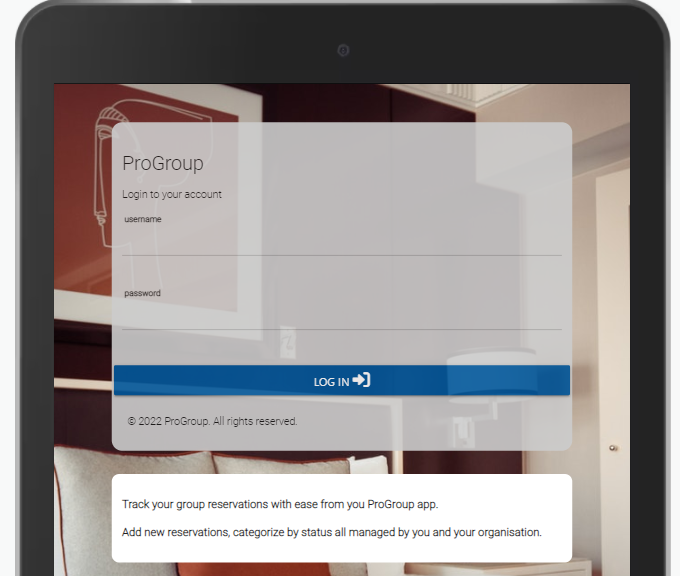 ProGroup
Login to your account
username
password
LOG IN
© 2022 ProGroup. All rights reserved.
Track your group reservations with ease from you ProGroup app.
Add new reservations, categorize by status all managed by you and your organisation.